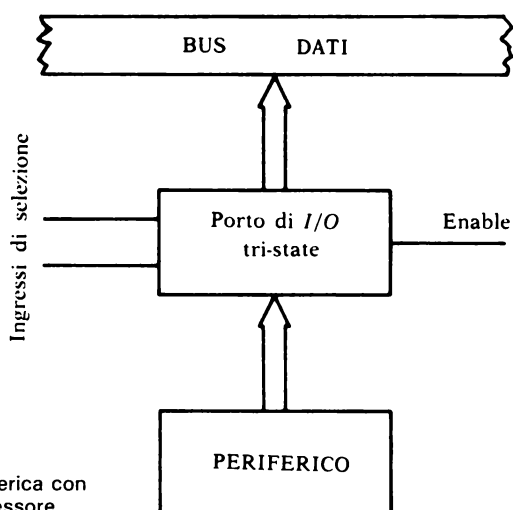 BUS DATI
Ingressi di selezione
Porto di I/O
tri-state
Enable
PERIFERICO
erica con
essore